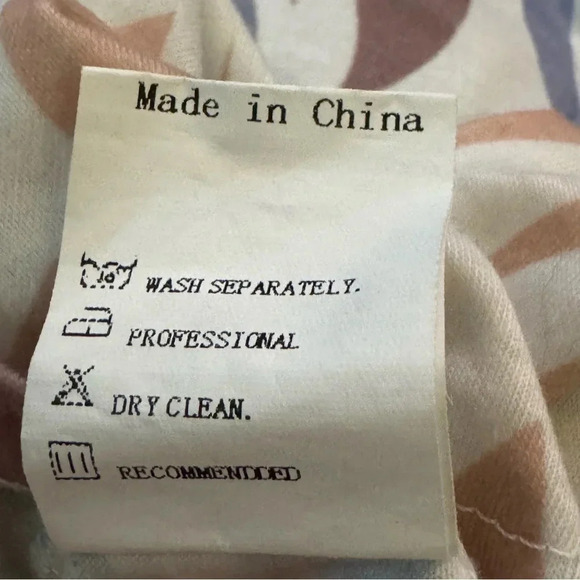 Made in China
WASH SEPARATELY.
PROFESSIONAL
DRY CLEAN.
RECOMMENDDED